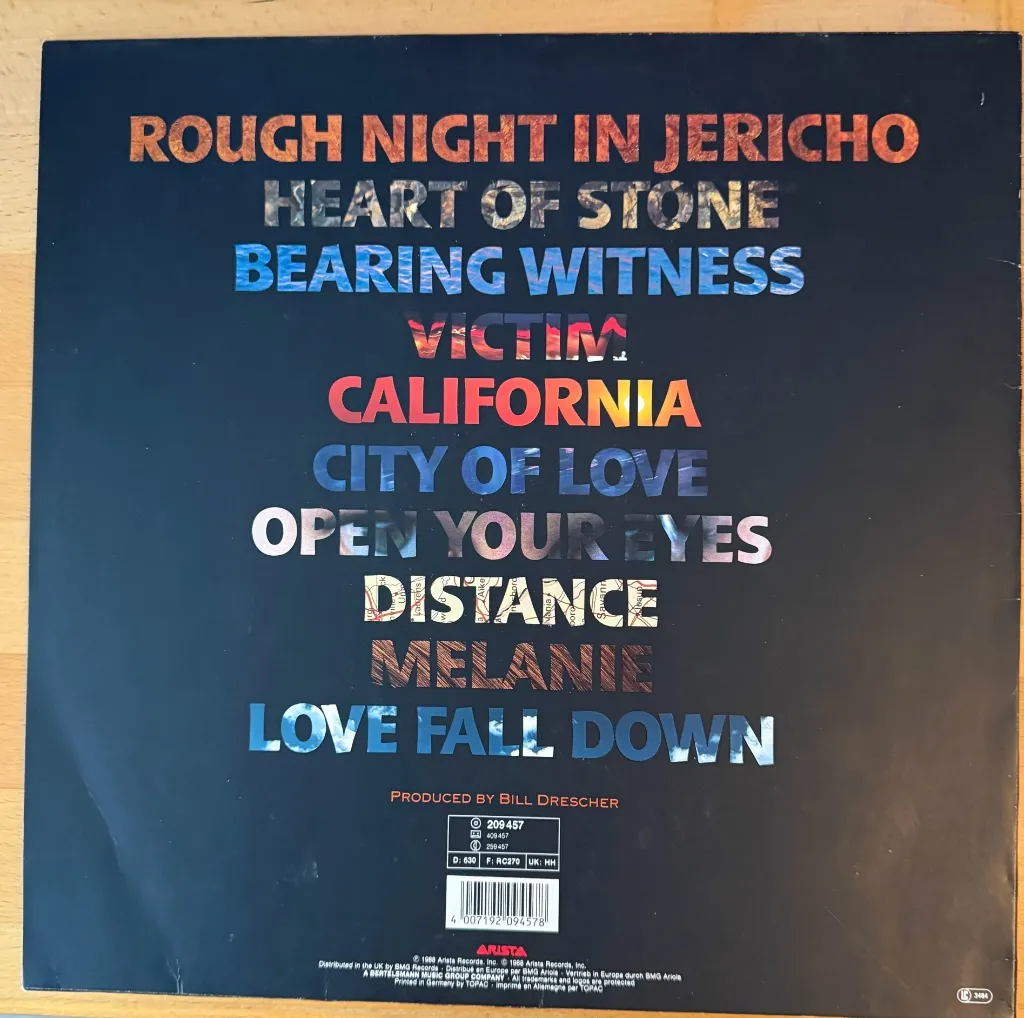 ROUGH NIGHT IN JERICHO
HEART OF STONE
BEARING WITNESS
VICTIM
CALIFORNIA
CITY OF LOVE
OPEN YOUR EYES
DISTANCE
MELANIE
LOVE FALL DOWN
PRODUCED BY BILL DRESCHER
209 457
409 457
259 457
D: 630 F: RC270 UK: HH
4 007192 094578
ARISTA
℗ 1988 Arista Records, Inc. © 1988 Arista Records, Inc.
Distributed in the UK by BMG Records · Distribué en Europe par BMG Ariola · Vertrieb in Europa durch BMG Ariola
A BERTELSMANN MUSIC GROUP COMPANY · All trademarks and logos are protected
Printed in Germany by TOPAC · Imprimé en Allemagne par TOPAC
LC 3484